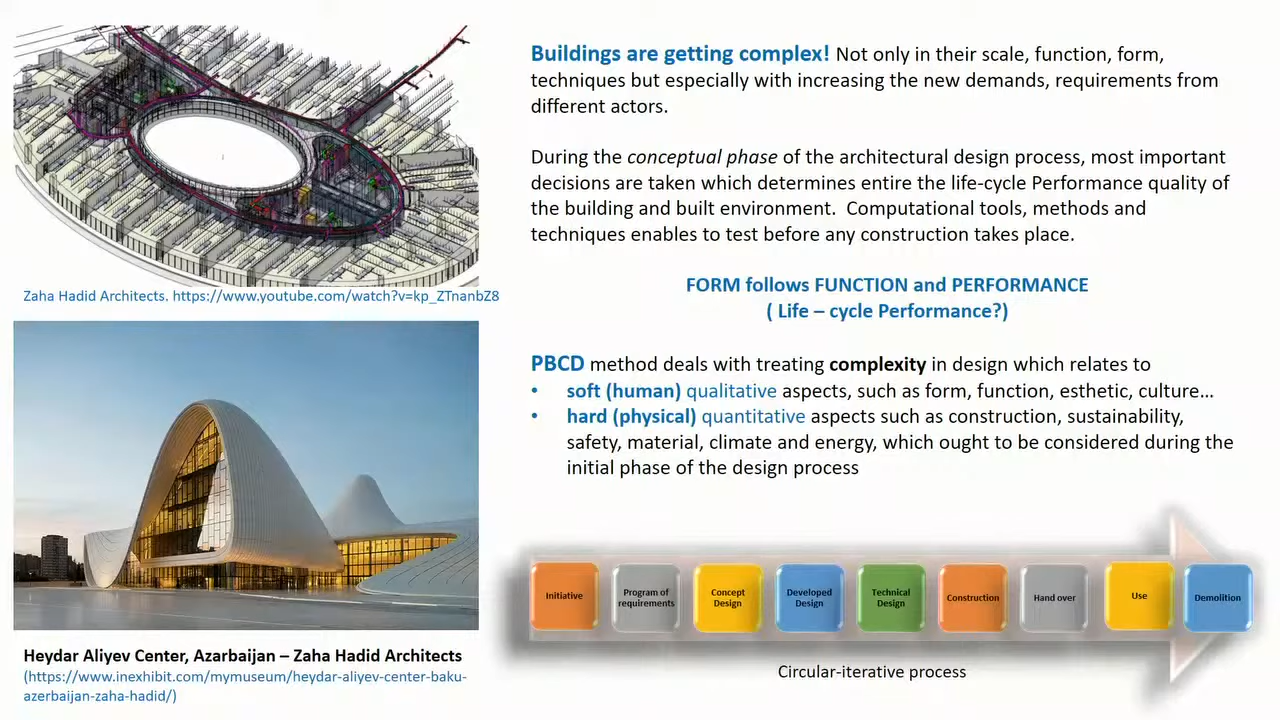 Zaha Hadid Architects. https://www.youtube.com/watch?v=kp_ZTnanbZ8
Heydar Aliyev Center, Azarbaijan – Zaha Hadid Architects
(https://www.inexhibit.com/mymuseum/heydar-aliyev-center-baku-
azerbaijan-zaha-hadid/)
Buildings are getting complex! Not only in their scale, function, form,
techniques but especially with increasing the new demands, requirements from
different actors.
During the conceptual phase of the architectural design process, most important
decisions are taken which determines entire the life-cycle Performance quality of
the building and built environment. Computational tools, methods and
techniques enables to test before any construction takes place.
FORM follows FUNCTION and PERFORMANCE
( Life – cycle Performance?)
PBCD method deals with treating complexity in design which relates to
• soft (human) qualitative aspects, such as form, function, esthetic, culture…
• hard (physical) quantitative aspects such as construction, sustainability,
safety, material, climate and energy, which ought to be considered during the
initial phase of the design process
Initiative
Program of
requirements
Concept
Design
Developed
Design
Technical
Design
Construction
Hand over
Use
Demolition
Circular-iterative process